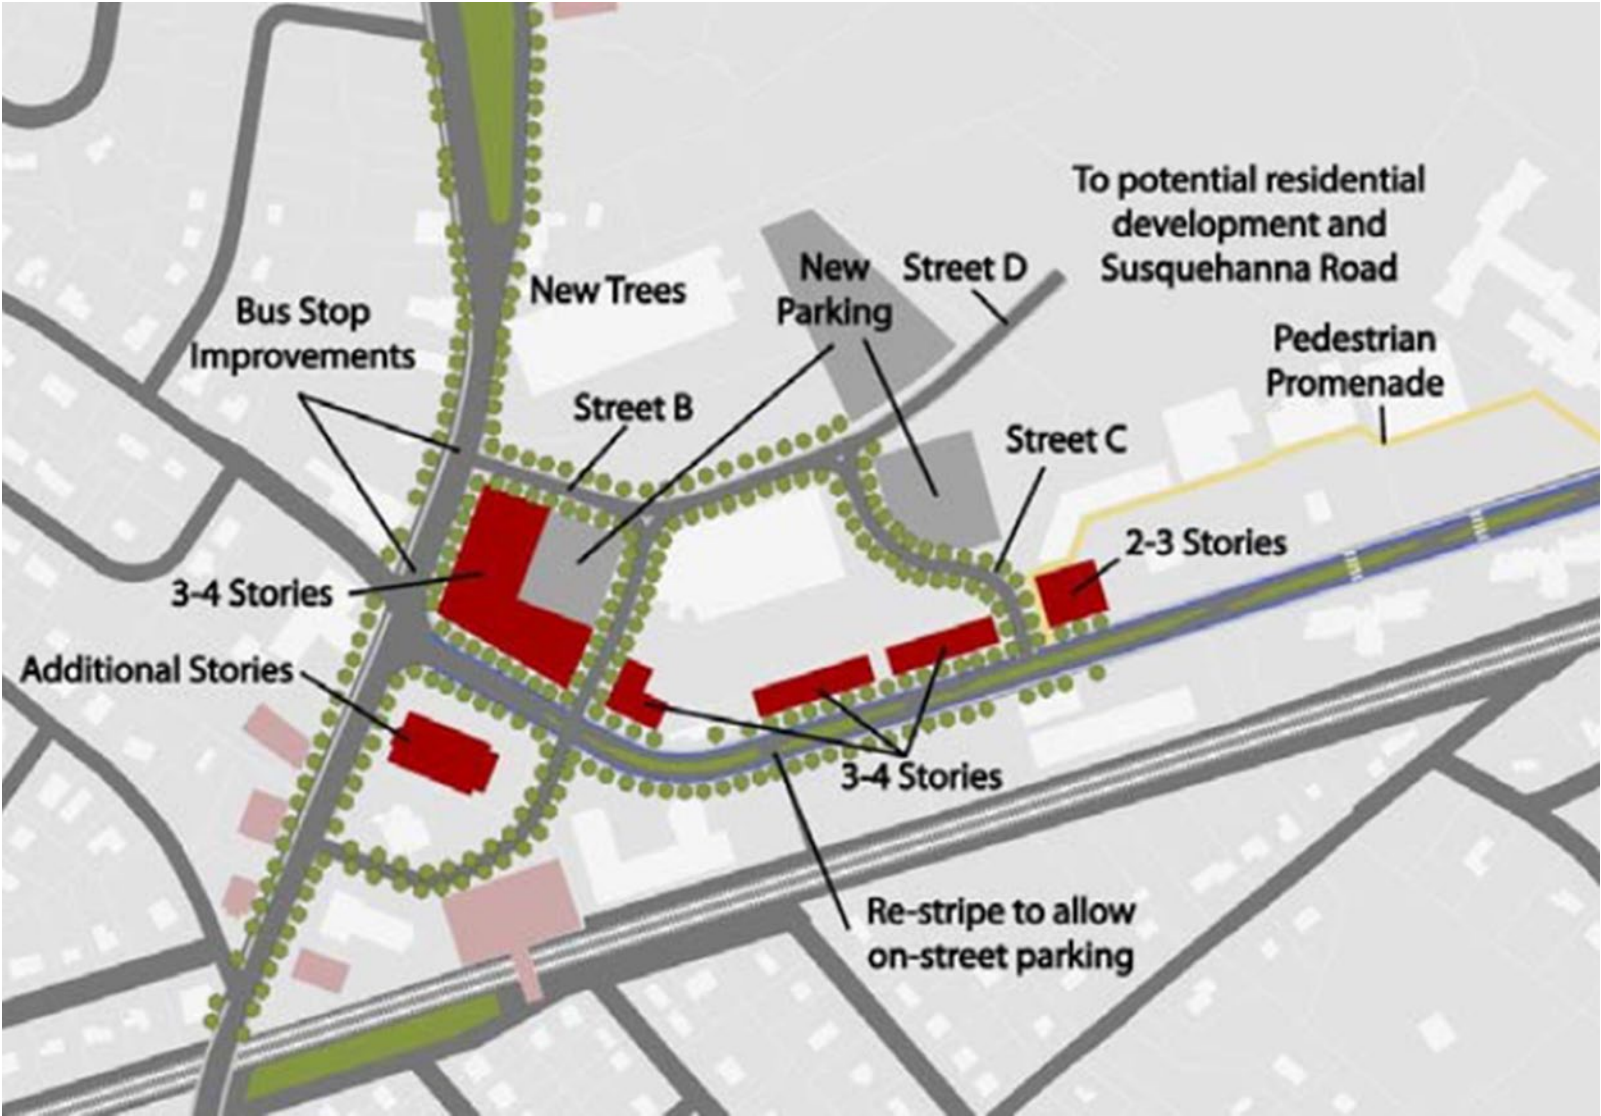 To potential residential
development and
Susquehanna Road
New
Parking
Street D
New Trees
Bus Stop
Improvements
Pedestrian
Promenade
Street B
Street C
2-3 Stories
3-4 Stories
Additional Stories
3-4 Stories
Re-stripe to allow
on-street parking